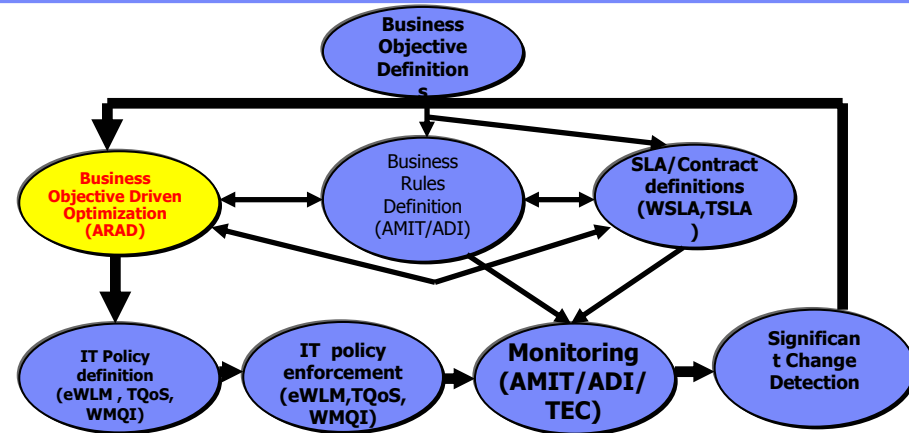 Business
Objective
Definition
s
Business
Objective Driven
Optimization
(ARAD)
Business
Rules
Definition
(AMIT/ADI)
SLA/Contract
definitions
(WSLA,TSLA
)
IT Policy
definition
(eWLM , TQoS,
WMQI)
IT policy
enforcement
(eWLM,TQoS,
WMQI)
Monitoring
(AMIT/ADI/
TEC)
Significan
t Change
Detection